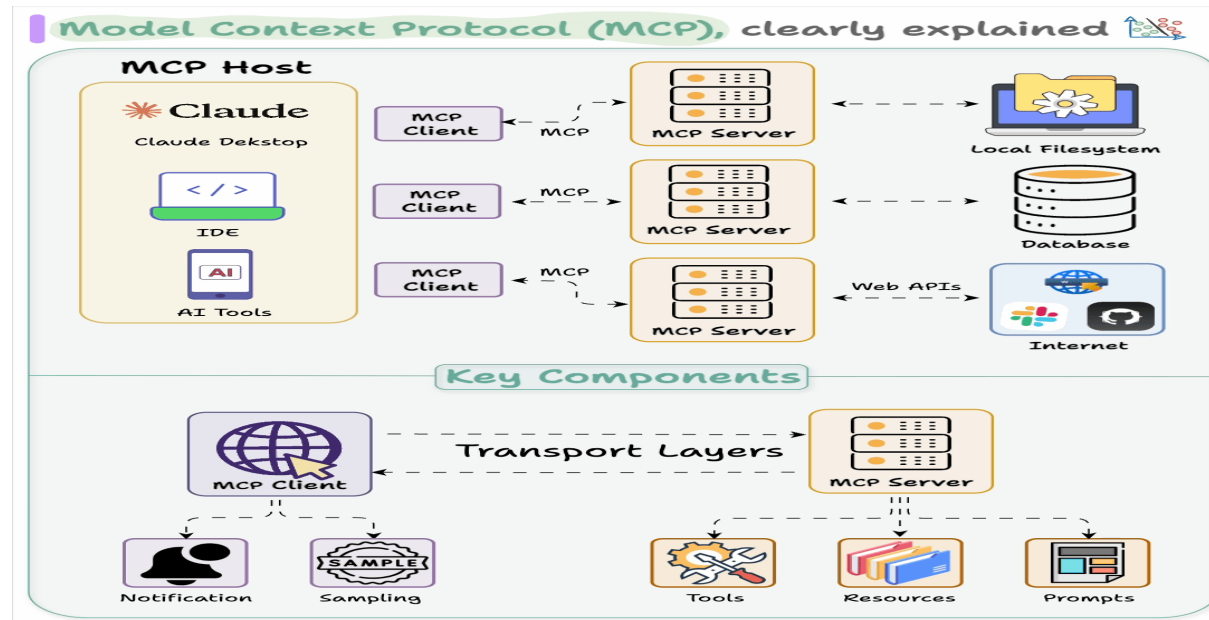 Model Context Protocol (MCP), clearly explained
MCP Host
Claude
Claude Dekstop
</>
IDE
AI
AI Tools
MCP
Client
MCP
MCP Server
Local Filesystem
MCP
Client
MCP
MCP Server
Database
MCP
Client
MCP
MCP Server
Web APIs
Internet
Key Components
MCP Client
Transport Layers
MCP Server
Notification
SAMPLE
Sampling
Tools
Resources
Prompts